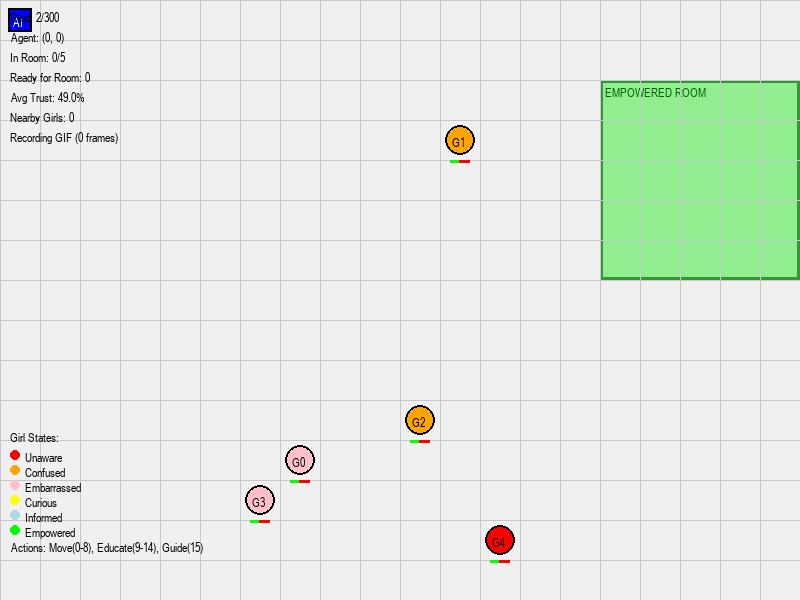 2/300
Agent: (0, 0)
In Room: 0/5
Ready for Room: 0
Avg Trust: 49.0%
Nearby Girls: 0
Recording GIF (0 frames)
EMPOWERED ROOM
G1
G2
G0
G3
G4
Girl States:
Unaware
Confused
Embarrassed
Curious
Informed
Empowered
Actions: Move(0-8), Educate(9-14), Guide(15)